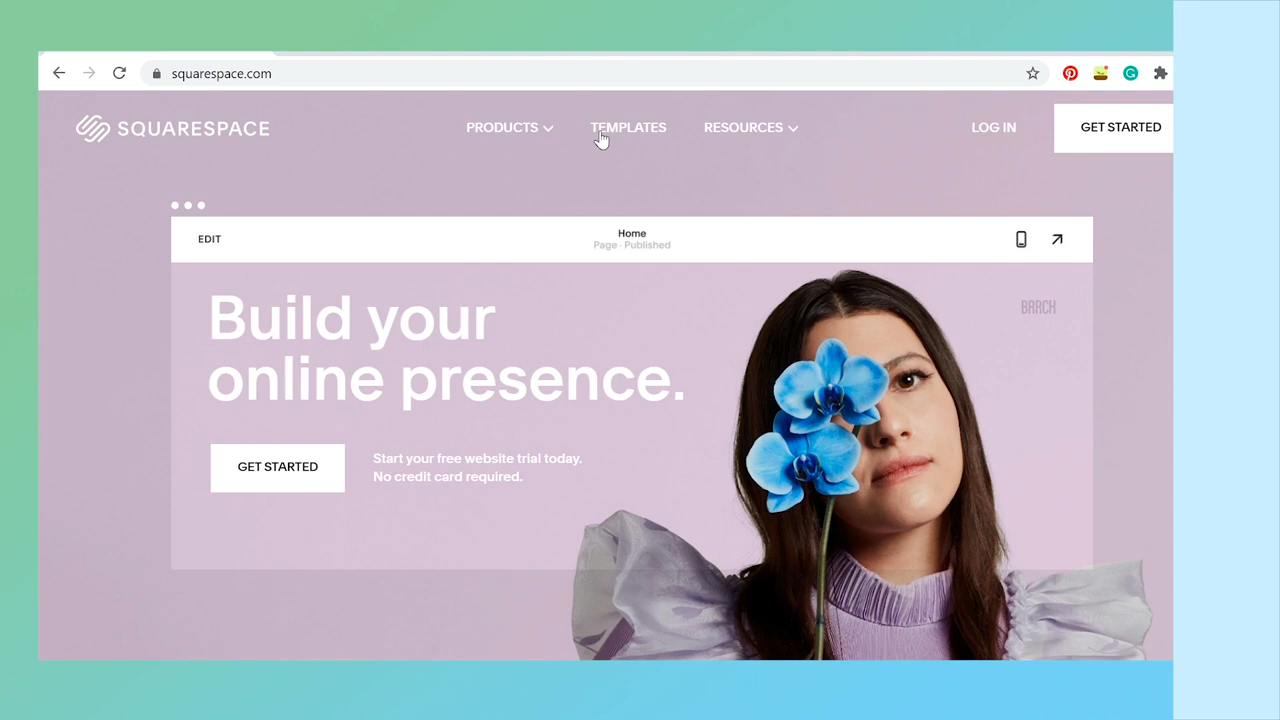 squarespace.com
SQUARESPACE
PRODUCTS
TEMPLATES
RESOURCES
LOG IN
GET STARTED
EDIT
Home
Page · Published
BRRCH
Build your
online presence.
GET STARTED
Start your free website trial today.
No credit card required.